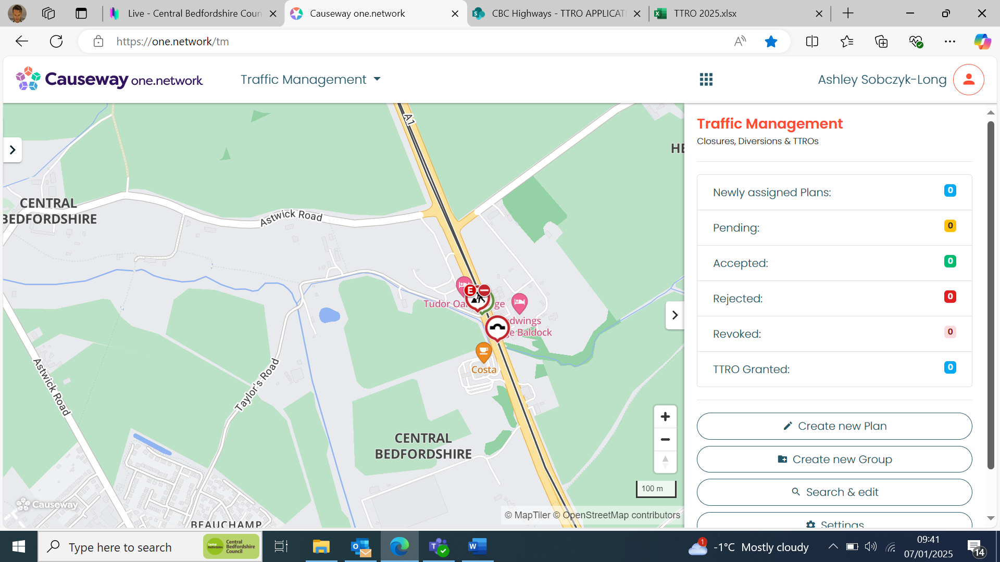 Live - Central Bedfordshire Coun
Causeway one.network
CBC Highways - TTRO APPLICATI
TTRO 2025.xlsx
https://one.network/tm
Causeway one.network
Traffic Management
Ashley Sobczyk-Long
A1
HE
CENTRAL
BEDFORDSHIRE
Astwick Road
E
Tudor Oa
ge
dwings
e Baldock
Costa
Astwick Road
Taylor's Road
CENTRAL
BEDFORDSHIRE
BEAUCHAMP
Causeway
100 m
© MapTiler © OpenStreetMap contributors
Traffic Management
Closures, Diversions & TTROs
Newly assigned Plans: 0
Pending: 0
Accepted: 0
Rejected: 0
Revoked: 0
TTRO Granted: 0
Create new Plan
Create new Group
Search & edit
Settings
Type here to search
Central
Bedfordshire
Central
Bedfordshire
Council
1
-1°C Mostly cloudy
09:41
07/01/2025
14